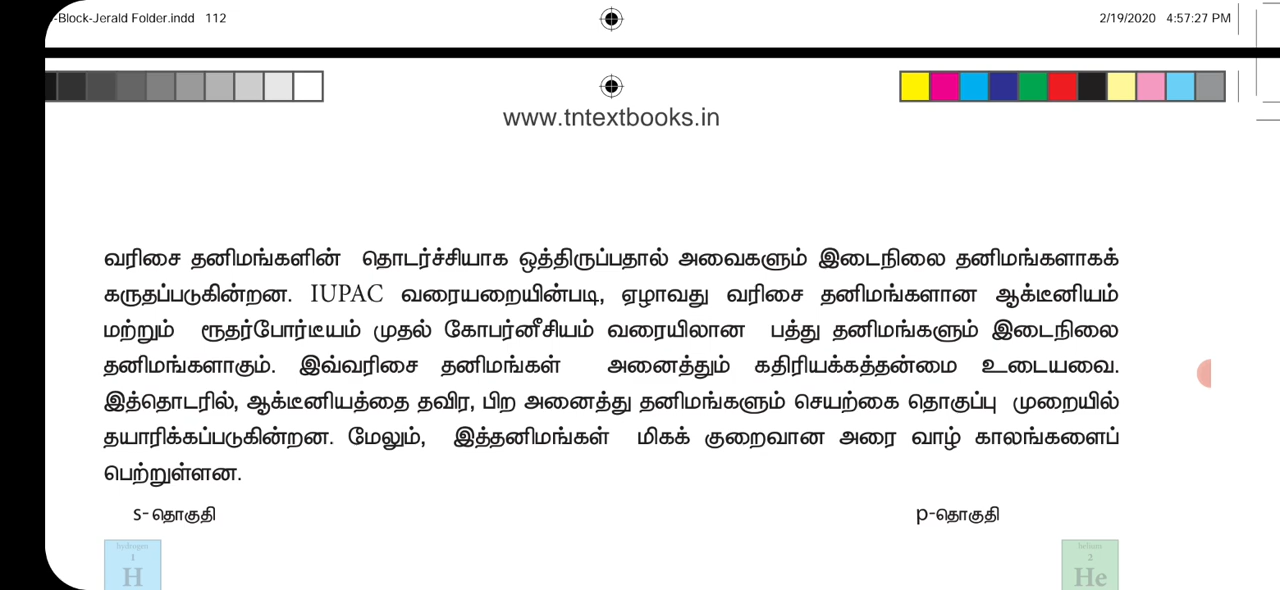 -Block-Jerald Folder.indd 112 2/19/2020 4:57:27 PM
www.tntextbooks.in
வரிசை தனிமங்களின் தொடர்ச்சியாக ஒத்திருப்பதால் அவைகளும் இடைநிலை தனிமங்களாகக்
கருதப்படுகின்றன. IUPAC வரையறையின்படி, ஏழாவது வரிசை தனிமங்களான ஆக்டீனியம்
மற்றும் ரூதர்போர்டீயம் முதல் கோபர்னீசியம் வரையிலான பத்து தனிமங்களும் இடைநிலை
தனிமங்களாகும். இவ்வரிசை தனிமங்கள் அனைத்தும் கதிரியக்கத்தன்மை உடையவை.
இத்தொடரில், ஆக்டீனியத்தை தவிர, பிற அனைத்து தனிமங்களும் செயற்கை தொகுப்பு முறையில்
தயாரிக்கப்படுகின்றன. மேலும், இத்தனிமங்கள் மிகக் குறைவான அரை வாழ் காலங்களைப்
பெற்றுள்ளன.
s- தொகுதி p-தொகுதி
hydrogen helium
1 2
H He